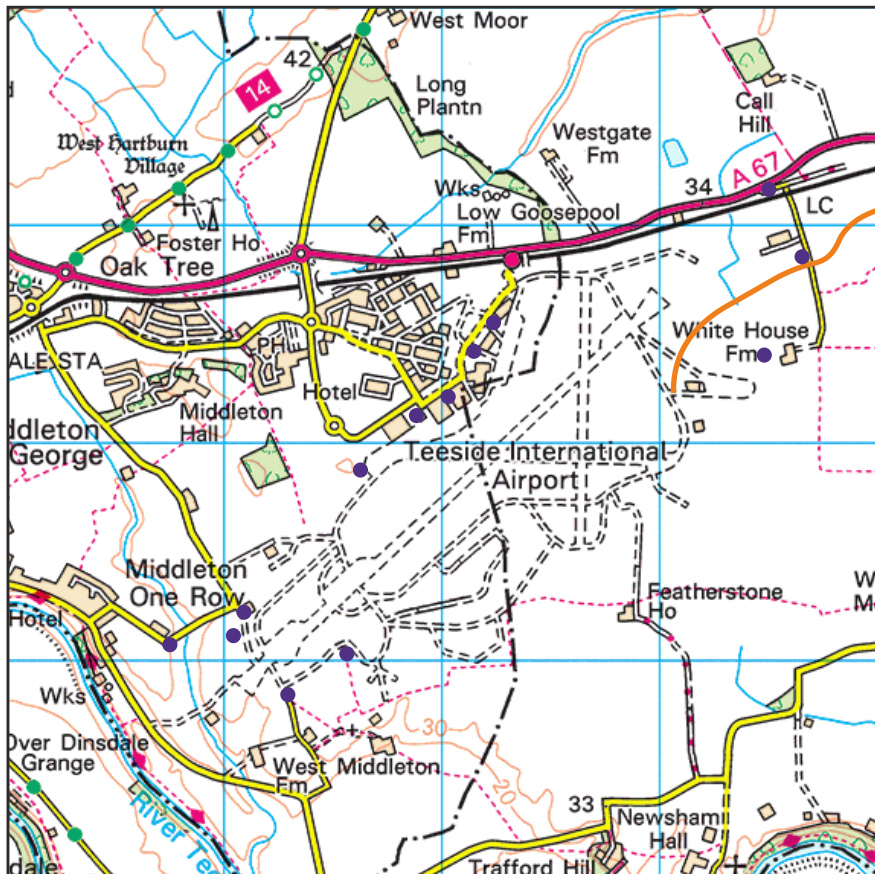 West Moor
42
14
Long
Plantn
Call
Hill
West Hartburn
Village
Westgate
Fm
Wks
34
A 67
LC
Low Goosepool
Fm
Foster Ho
Oak Tree
White House
Fm
PH
ALE STA
Hotel
Middleton
Hall
ddleton
George
Teeside International
Airport
Middleton
One Row
Featherstone
Ho
W
M
Hotel
Wks
30
Over Dinsdale
Grange
West Middleton
Fm
20
33
Newsham
Hall
River Tee
dale
Trafford Hill